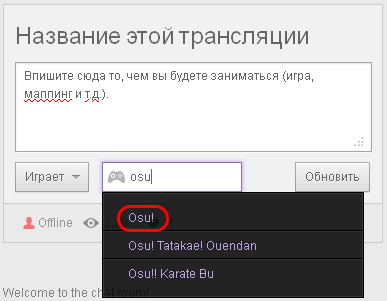 Название этой трансляции
Впишите сюда то, чем вы будете заниматься (игра,
маппинг и т.д.).
Играет osu Обновить
Offline
Osu!
Osu! Tatakae! Ouendan
Osu!! Karate Bu
Welcome to the chat room!